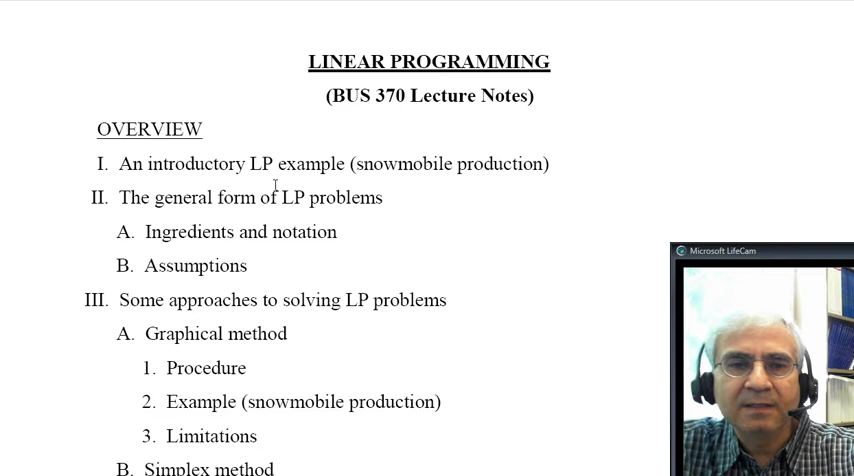 LINEAR PROGRAMMING
(BUS 370 Lecture Notes)
OVERVIEW
I. An introductory LP example (snowmobile production)
II. The general form of LP problems
A. Ingredients and notation
B. Assumptions
III. Some approaches to solving LP problems
A. Graphical method
1. Procedure
2. Example (snowmobile production)
3. Limitations
B. Simplex method
Microsoft LifeCam